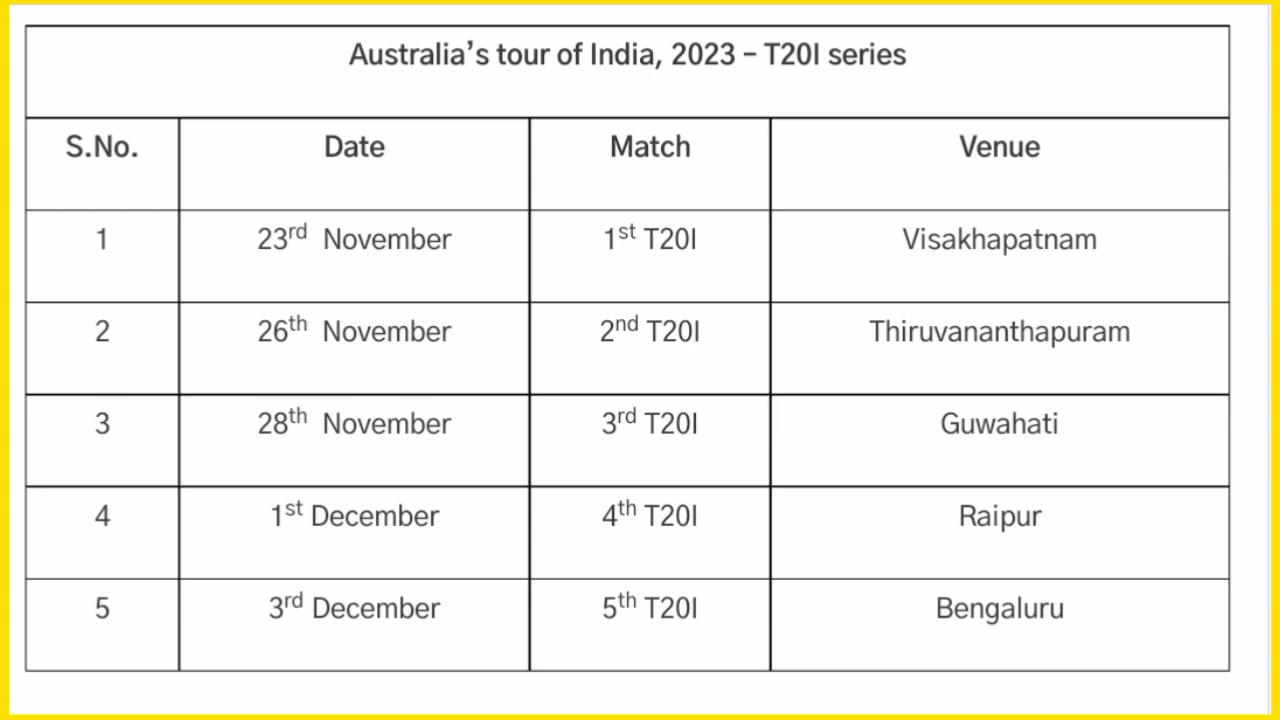 Australia’s tour of India, 2023 – T20I series
S.No. Date Match Venue
1 23rd November 1st T20I Visakhapatnam
2 26th November 2nd T20I Thiruvananthapuram
3 28th November 3rd T20I Guwahati
4 1st December 4th T20I Raipur
5 3rd December 5th T20I Bengaluru